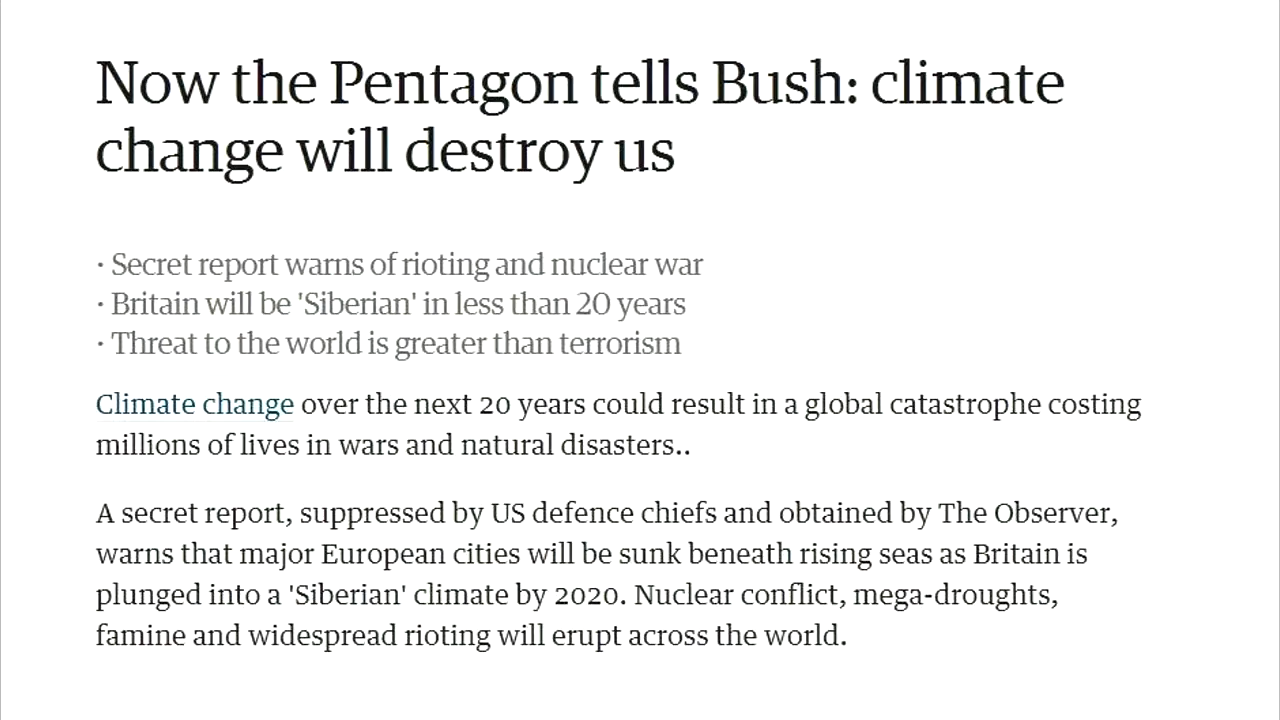 Now the Pentagon tells Bush: climate
change will destroy us
· Secret report warns of rioting and nuclear war
· Britain will be 'Siberian' in less than 20 years
· Threat to the world is greater than terrorism
Climate change over the next 20 years could result in a global catastrophe costing
millions of lives in wars and natural disasters..
A secret report, suppressed by US defence chiefs and obtained by The Observer,
warns that major European cities will be sunk beneath rising seas as Britain is
plunged into a 'Siberian' climate by 2020. Nuclear conflict, mega-droughts,
famine and widespread rioting will erupt across the world.